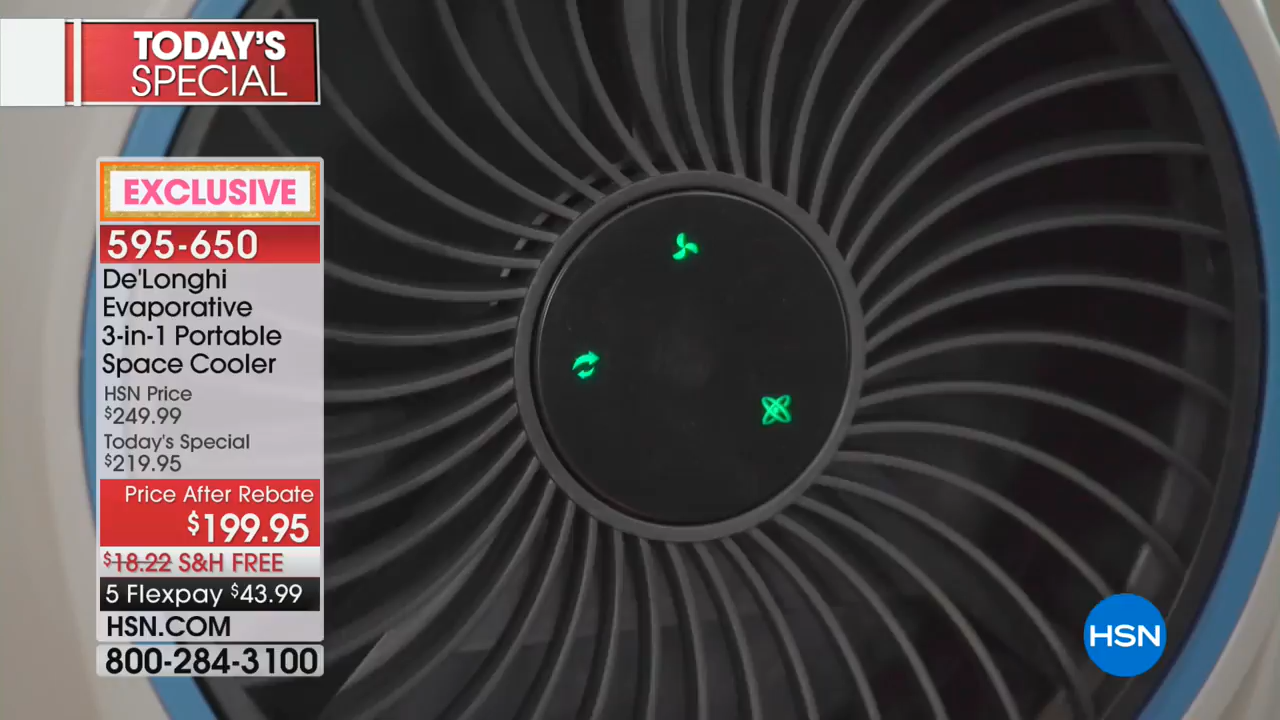 TODAY'S
SPECIAL
EXCLUSIVE
595-650
De'Longhi
Evaporative
3-in-1 Portable
Space Cooler
HSN Price
$249.99
Today's Special
$219.95
Price After Rebate
$199.95
$18.22 S&H FREE
5 Flexpay $43.99
HSN.COM
800-284-3100
HSN